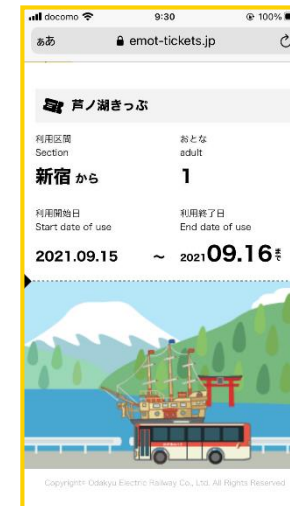 docomo 9:30 100%
ああ emot-tickets.jp
芦ノ湖きっぷ
利用区間 おとな
Section adult
新宿 から 1
利用開始日 利用終了日
Start date of use End date of use
2021.09.15 ~ 2021 09.16 まで
Copyright© Odakyu Electric Railway Co., Ltd. All Rights Reserved